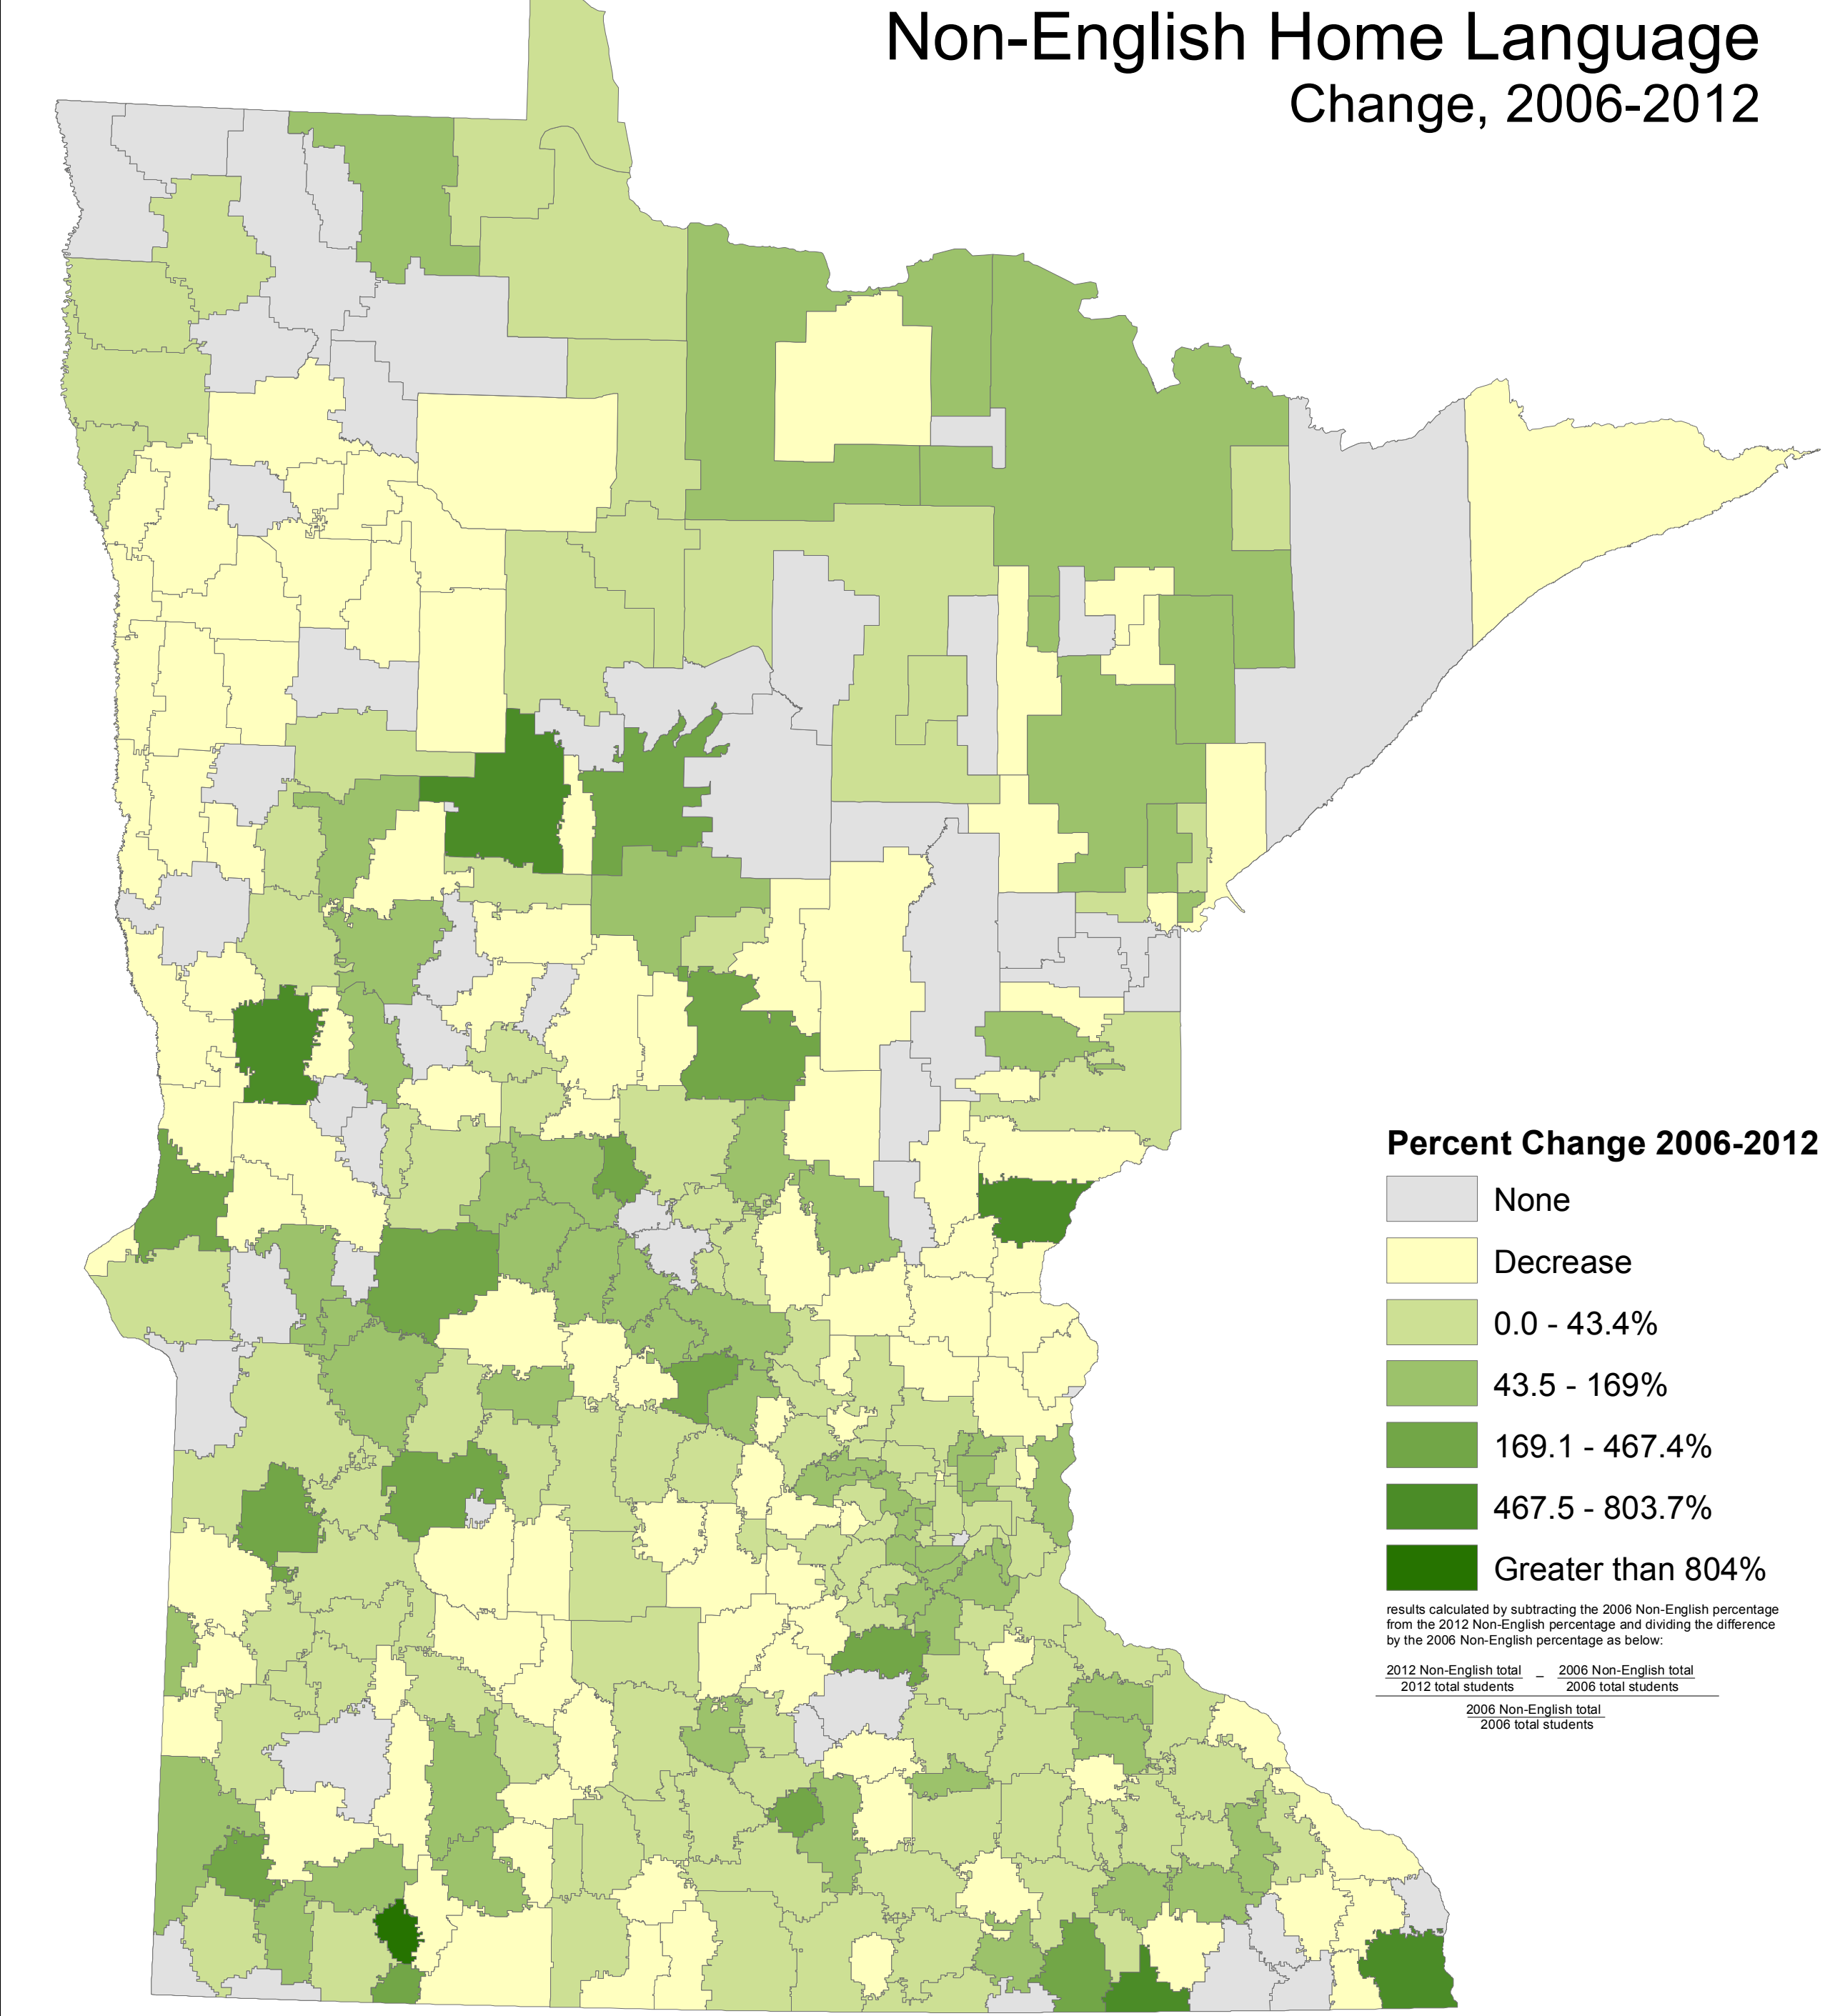 Non-English Home Language
Change, 2006-2012
Percent Change 2006-2012
None
Decrease
0.0 - 43.4%
43.5 - 169%
169.1 - 467.4%
467.5 - 803.7%
Greater than 804%
results calculated by subtracting the 2006 Non-English percentage
from the 2012 Non-English percentage and dividing the difference
by the 2006 Non-English percentage as below:
2012 Non-English total – 2006 Non-English total
2012 total students 2006 total students
2006 Non-English total
2006 total students